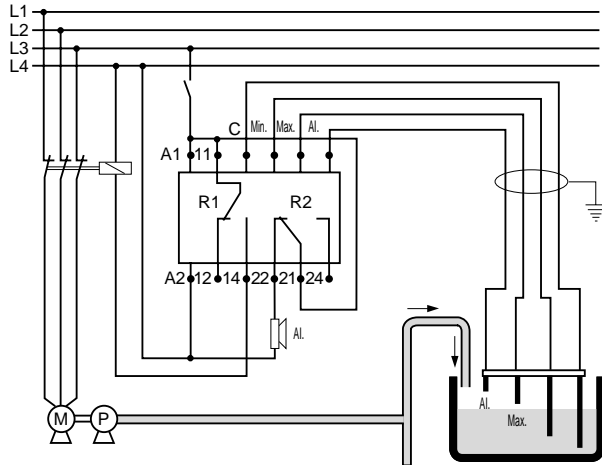 L1
L2
L3
L4
C Min. Max. Al.
A1 11
R1 R2
A2 12 14 22 21 24
Al.
M P
Al.
Max.